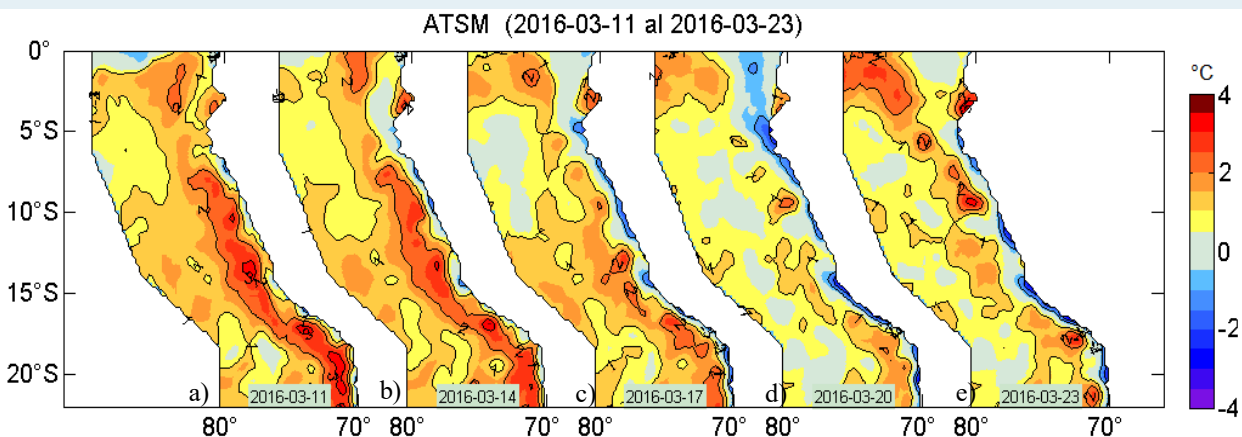 ATSM (2016-03-11 al 2016-03-23)
0°
5°S
10°S
15°S
20°S
a) 2016-03-11
b) 2016-03-14
c) 2016-03-17
d) 2016-03-20
e) 2016-03-23
80° 70° 80° 70° 80° 70° 80° 70° 80° 70°
°C
4
2
0
-2
-4